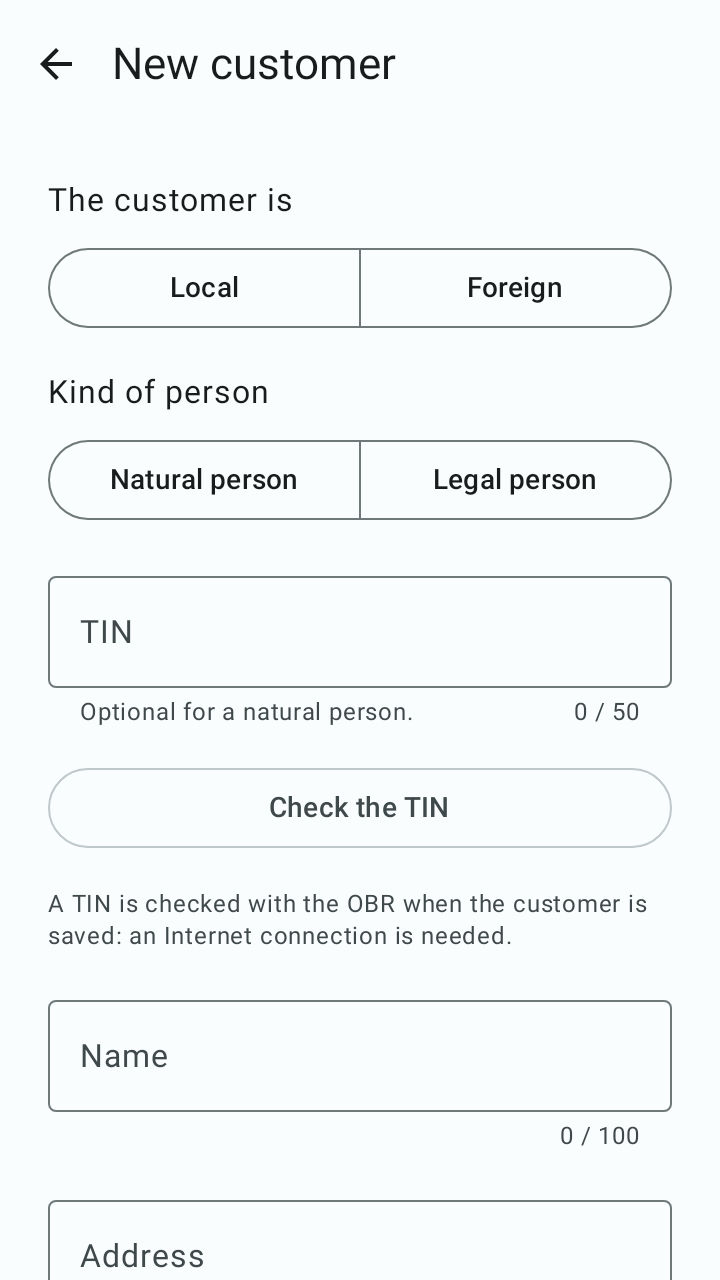 New customer
The customer is
Local
Foreign
Kind of person
Natural person
Legal person
TIN
Optional for a natural person.
0 / 50
Check the TIN
A TIN is checked with the OBR when the customer is
saved: an Internet connection is needed.
Name
0 / 100
Address